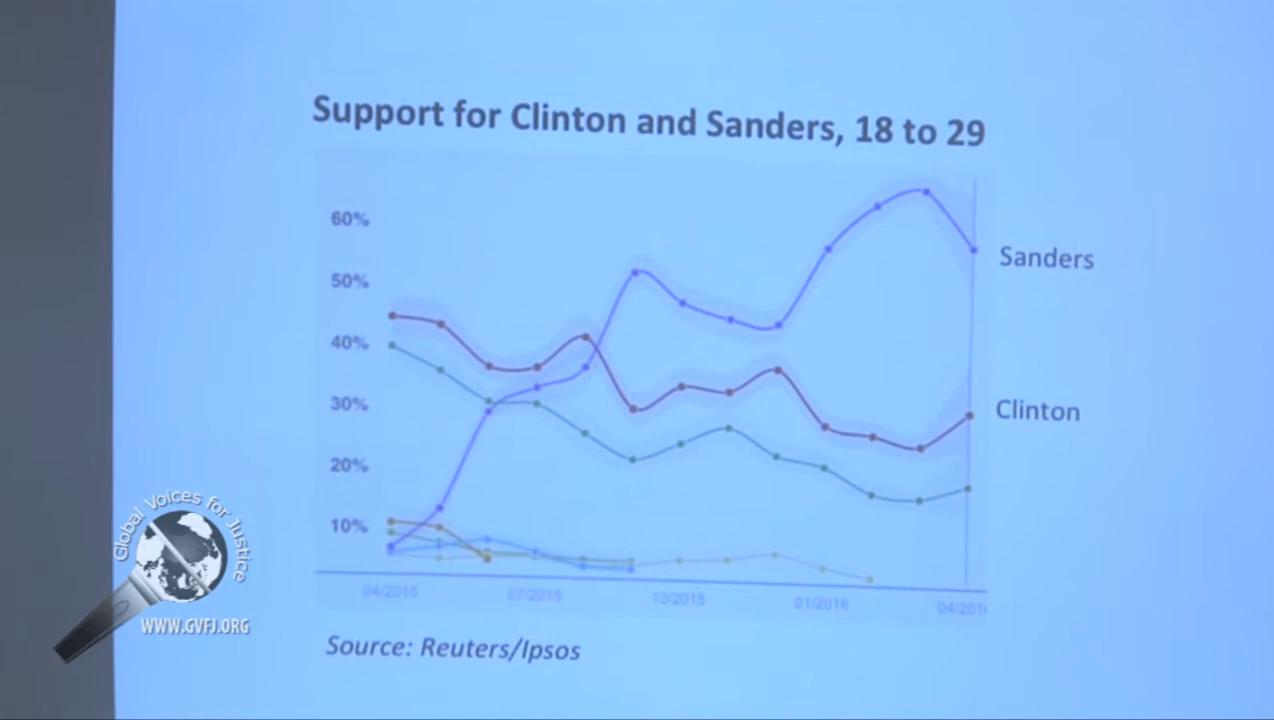 Support for Clinton and Sanders, 18 to 29
60%
50%
40%
30%
20%
10%
Sanders
Clinton
04/2015
07/2015
10/2015
01/2016
Source: Reuters/Ipsos
Global Voices for Justice
WWW.GVFJ.ORG